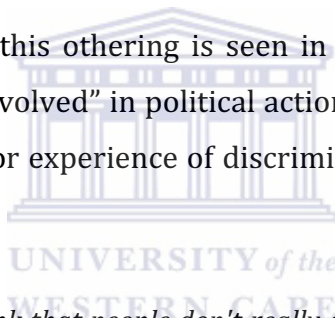 this othering is seen in
volved” in political action
or experience of discrimi
UNIVERSITY of the
nk that people don't really
WESTERN CAPE